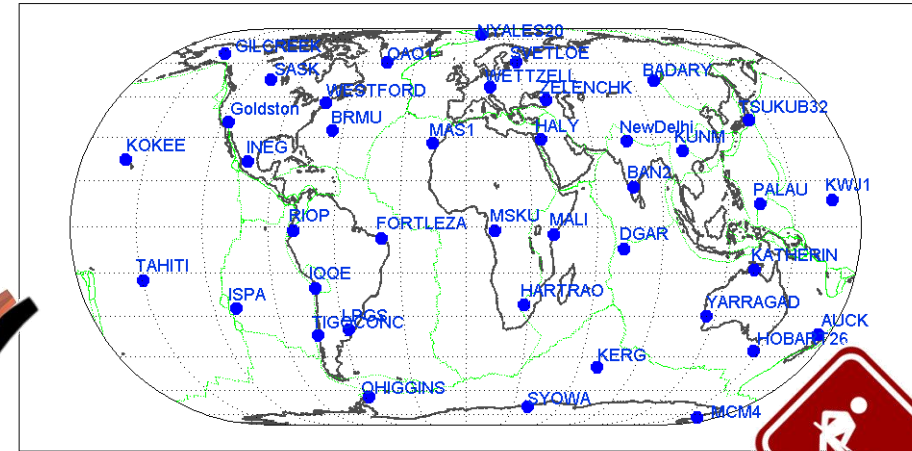 NYALES20
GILCREEK
QAQ1
SVETLOE
SASK
WETTZELL
BADARY
WESTFORD
ZELENCHK
Goldston
BRMU
TSUKUB32
MAS1
HALY
NewDelhi
KUNM
KOKEE
INEG
BAN2
PALAU
KWJ1
RIOP
FORTLEZA
MSKU
MALI
DGAR
KATHERIN
TAHITI
IQQE
ISPA
HARTRAO
YARRAGAD
LPGS
TIGOCONC
AUCK
HOBART26
KERG
OHIGGINS
SYOWA
MCM4